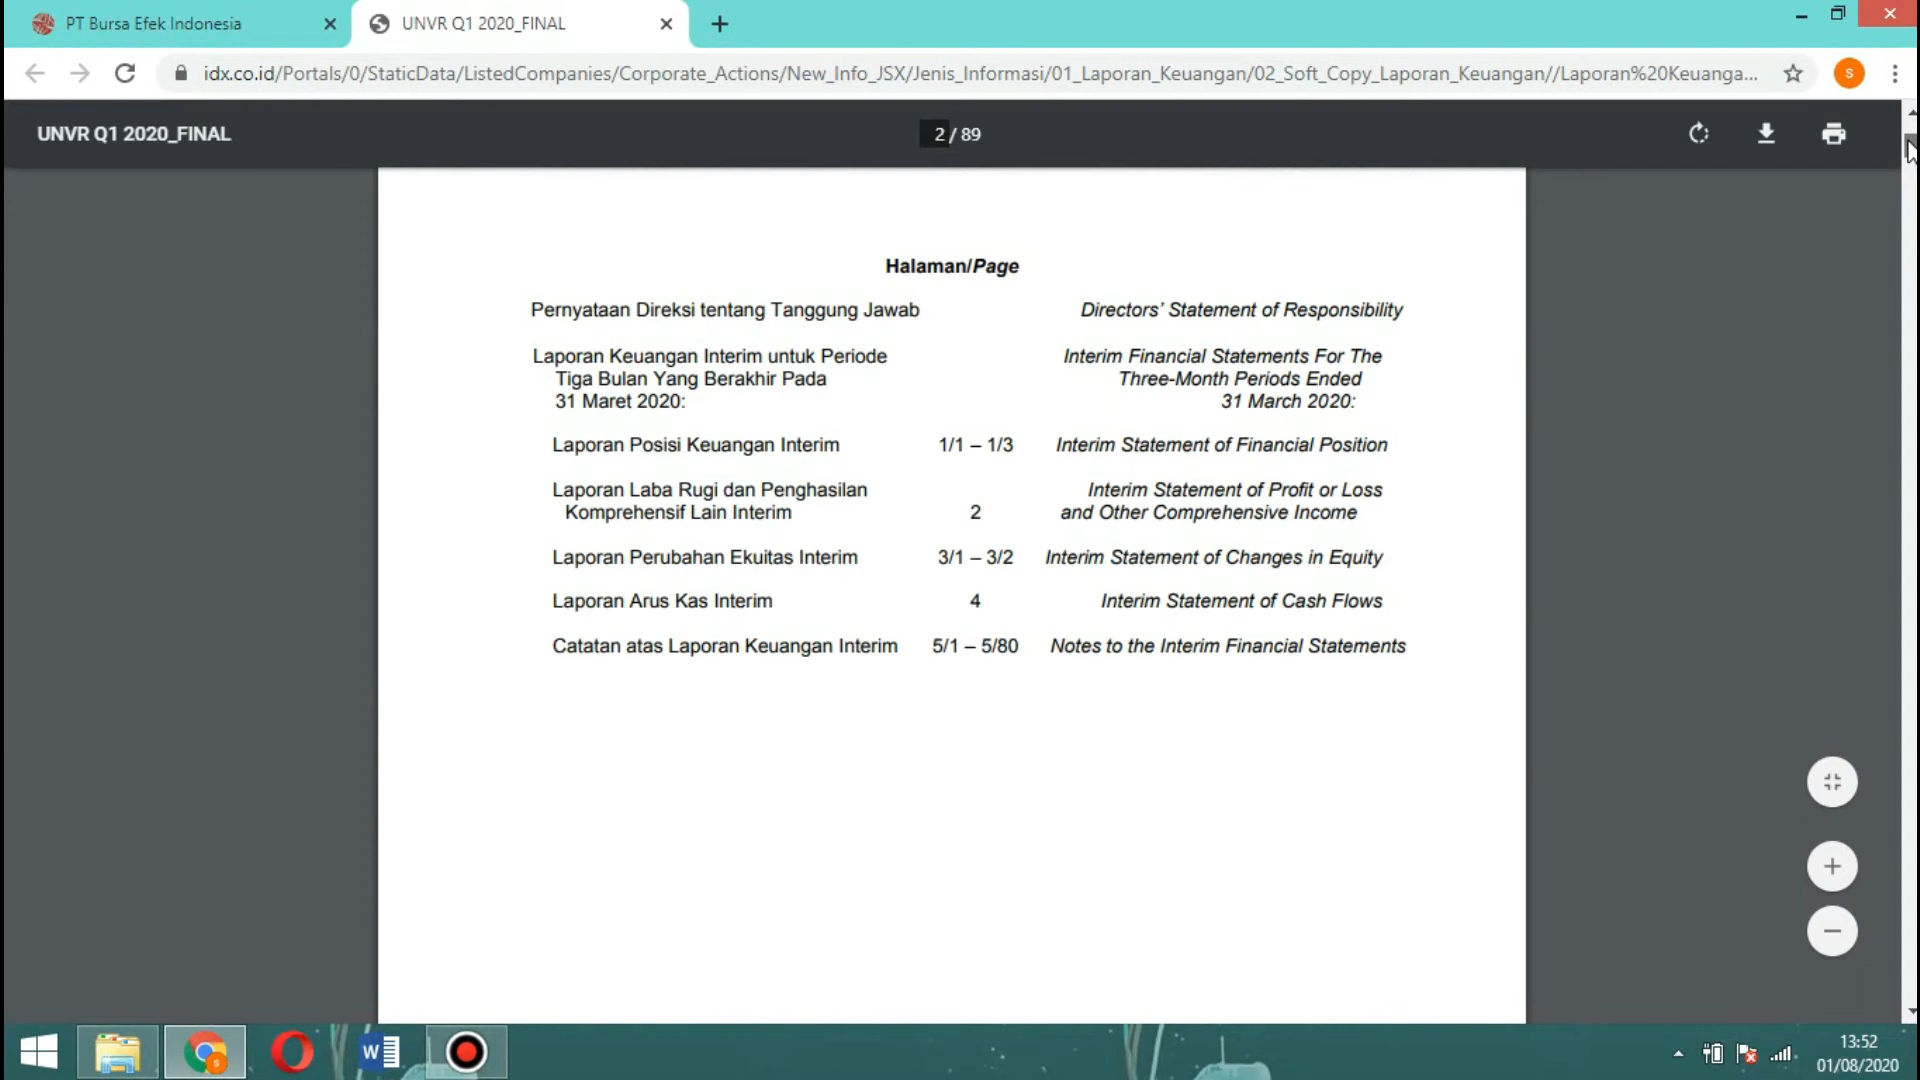 PT Bursa Efek Indonesia
UNVR Q1 2020_FINAL
idx.co.id/Portals/0/StaticData/ListedCompanies/Corporate_Actions/New_Info_JSX/Jenis_Informasi/01_Laporan_Keuangan/02_Soft_Copy_Laporan_Keuangan//Laporan%20Keuanga...
s
UNVR Q1 2020_FINAL
2 / 89
Halaman/Page
Pernyataan Direksi tentang Tanggung Jawab Directors' Statement of Responsibility
Laporan Keuangan Interim untuk Periode Interim Financial Statements For The
Tiga Bulan Yang Berakhir Pada Three-Month Periods Ended
31 Maret 2020: 31 March 2020:
Laporan Posisi Keuangan Interim 1/1 – 1/3 Interim Statement of Financial Position
Laporan Laba Rugi dan Penghasilan Interim Statement of Profit or Loss
Komprehensif Lain Interim 2 and Other Comprehensive Income
Laporan Perubahan Ekuitas Interim 3/1 – 3/2 Interim Statement of Changes in Equity
Laporan Arus Kas Interim 4 Interim Statement of Cash Flows
Catatan atas Laporan Keuangan Interim 5/1 – 5/80 Notes to the Interim Financial Statements
s
W
13:52
01/08/2020